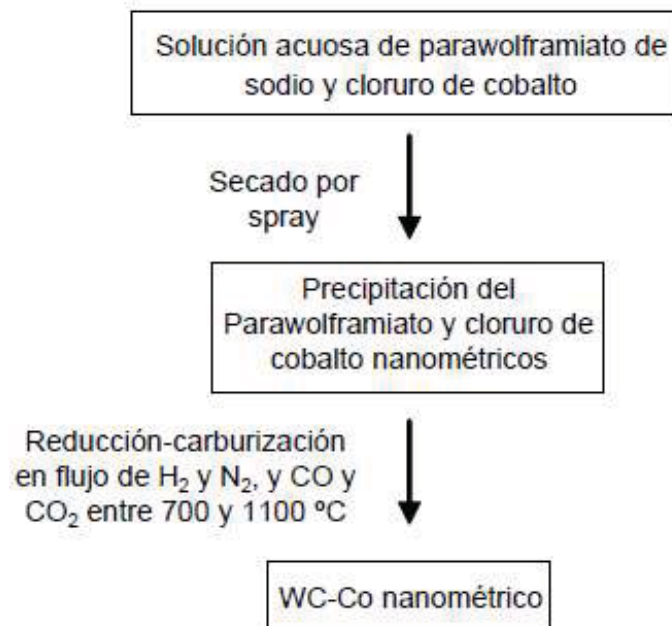 Solución acuosa de parawolframiato de
sodio y cloruro de cobalto
Secado por
spray
Precipitación del
Parawolframiato y cloruro de
cobalto nanométricos
Reducción-carburización
en flujo de H₂ y N₂, y CO y
CO₂ entre 700 y 1100 ºC
WC-Co nanométrico